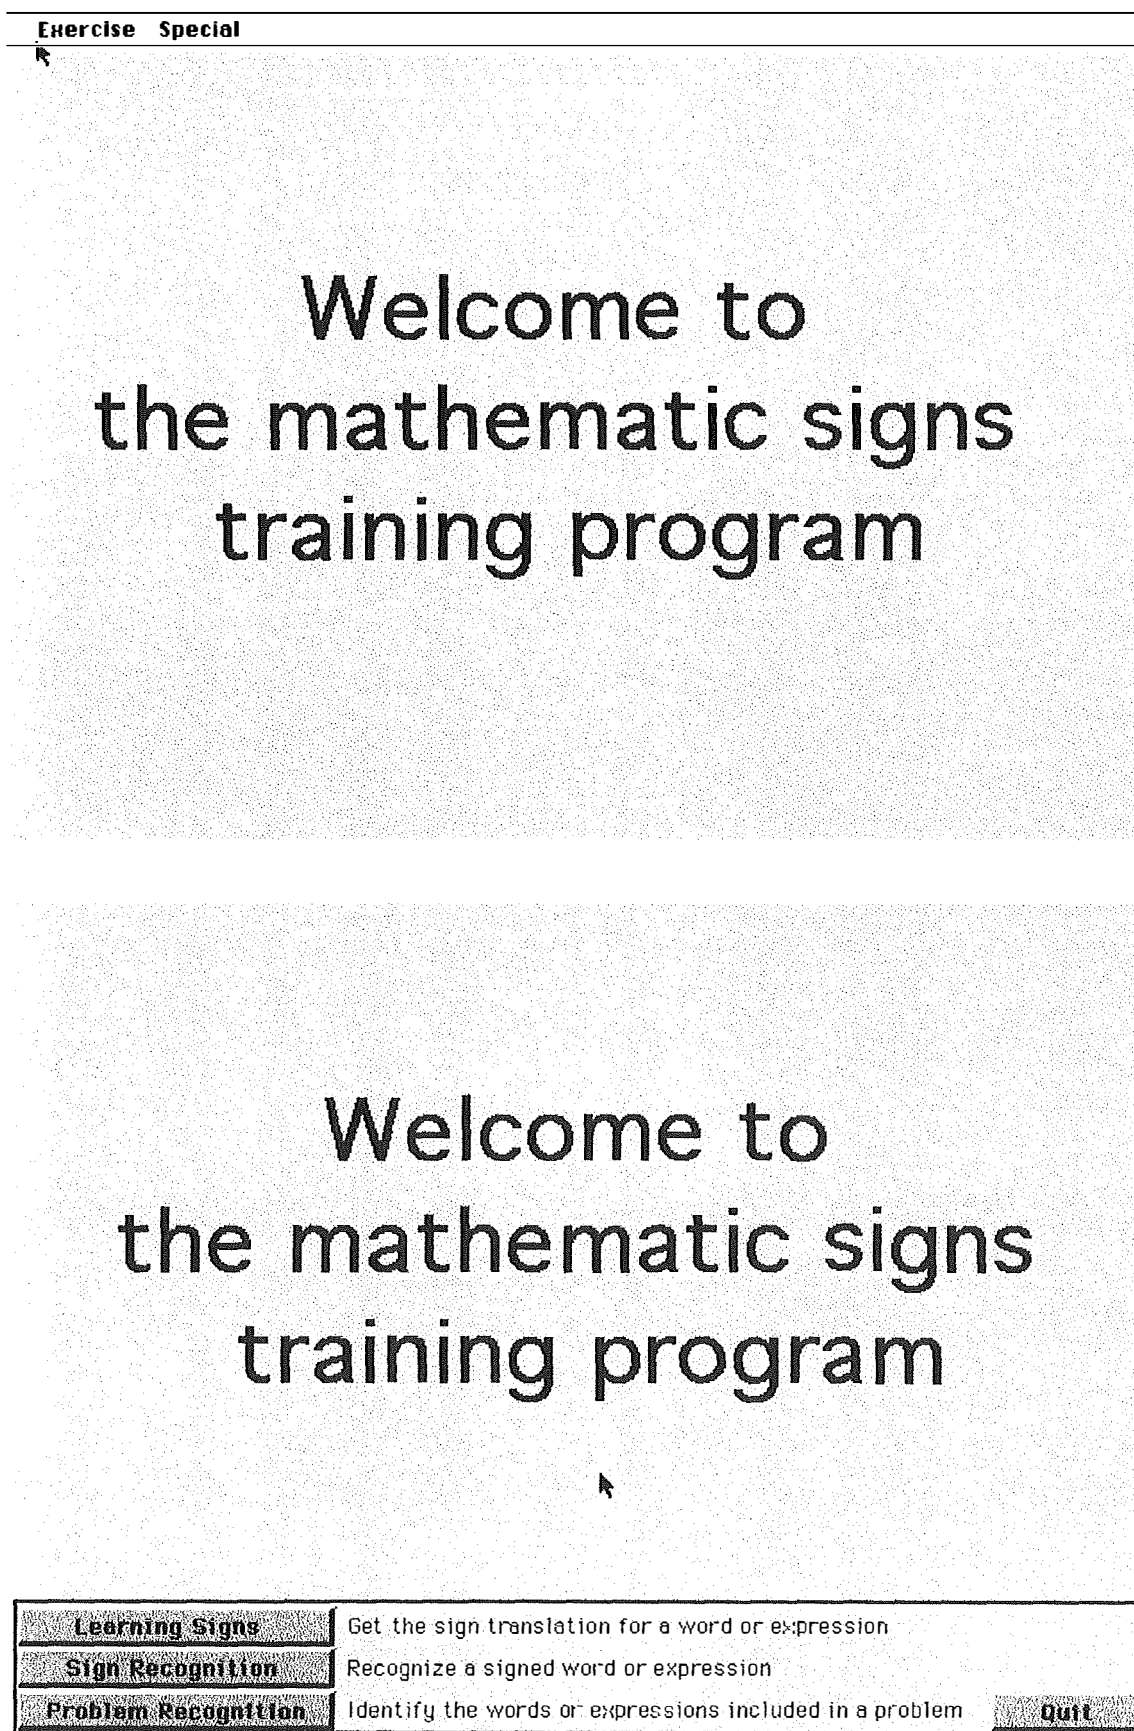 Exercise Special
Welcome to
the mathematic signs
training program
Welcome to
the mathematic signs
training program
Learning Signs Get the sign translation for a word or expression
Sign Recognition Recognize a signed word or expression
Problem Recognition Identify the words or expressions included in a problem Quit